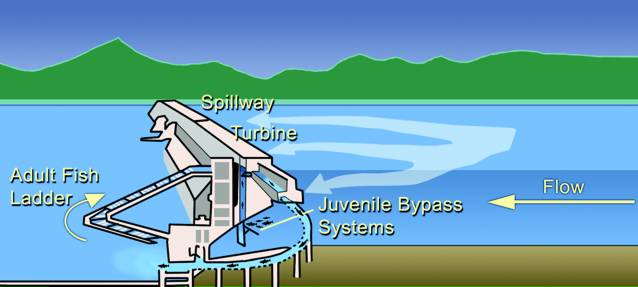 Spillway
Turbine
Adult Fish
Ladder
Flow
Juvenile Bypass
Systems